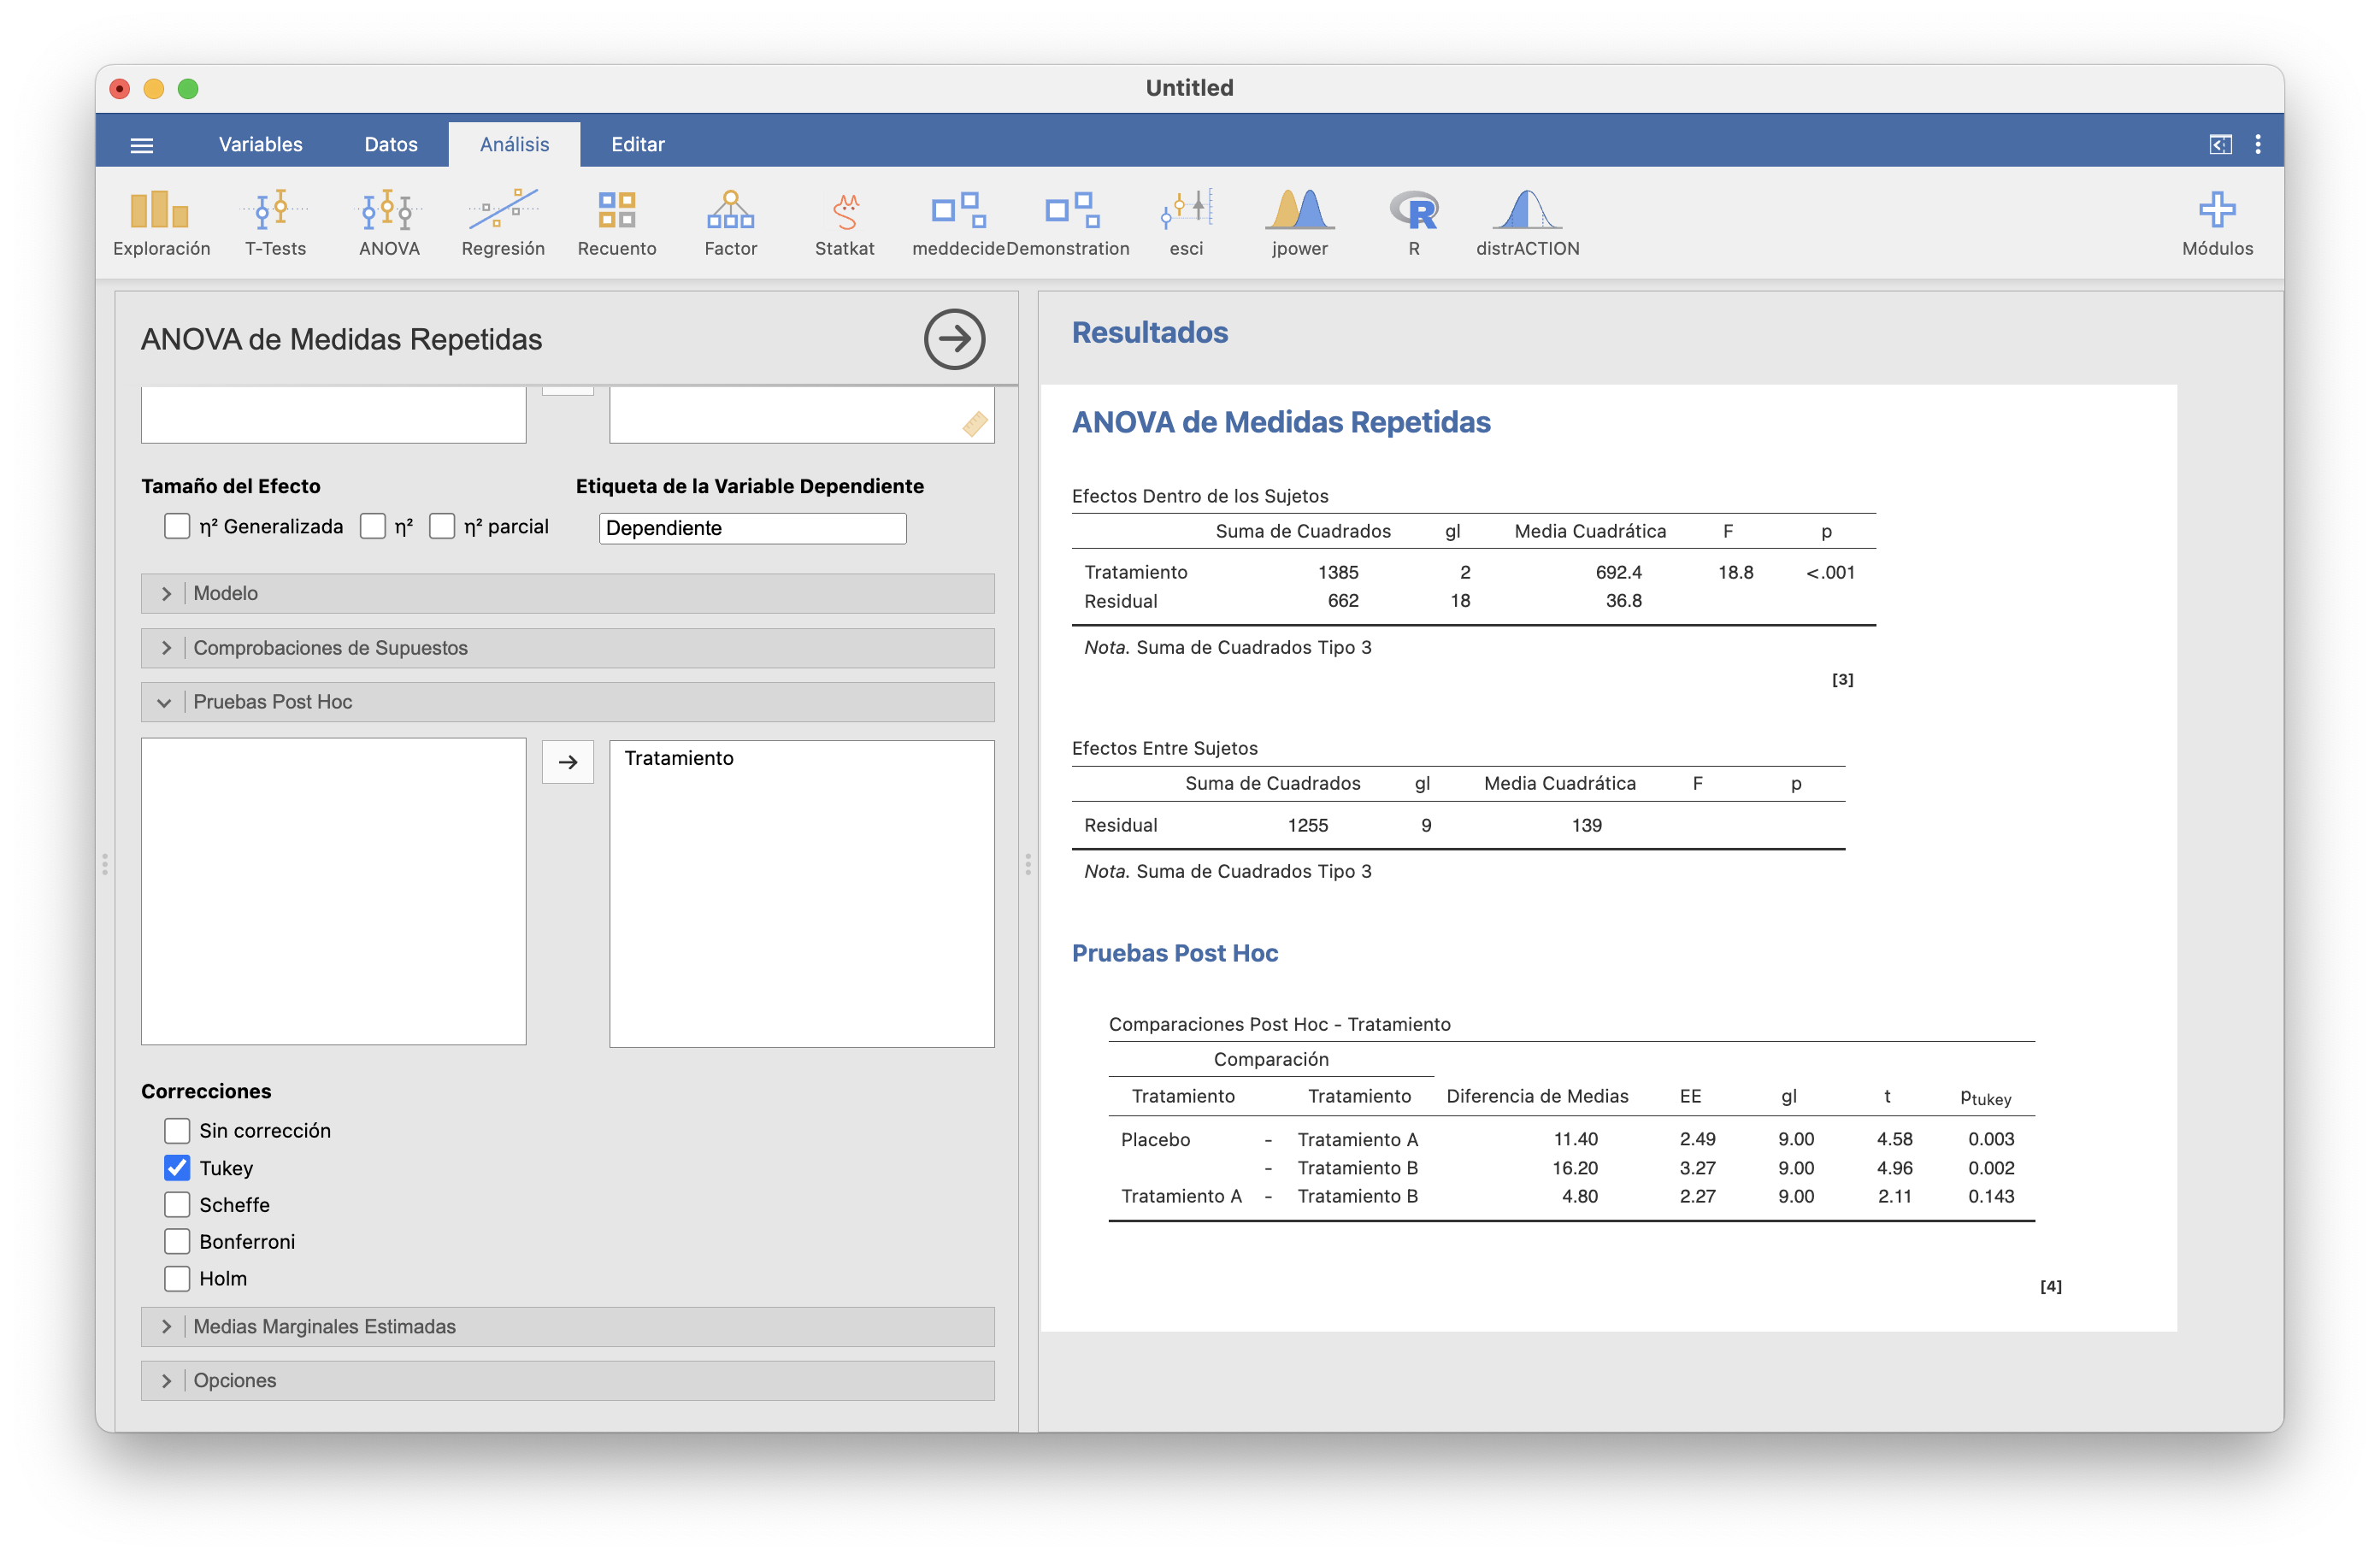 Untitled
Variables Datos Análisis Editar
Exploración T-Tests ANOVA Regresión Recuento Factor Statkat meddecide Demonstration esci jpower R distrACTION Módulos
ANOVA de Medidas Repetidas
Tamaño del Efecto
η² Generalizada η² η² parcial
Etiqueta de la Variable Dependiente
Dependiente
Modelo
Comprobaciones de Supuestos
Pruebas Post Hoc
Tratamiento
Correcciones
Sin corrección
Tukey
Scheffe
Bonferroni
Holm
Medias Marginales Estimadas
Opciones
Resultados
ANOVA de Medidas Repetidas
Efectos Dentro de los Sujetos
Suma de Cuadrados gl Media Cuadrática F p
Tratamiento 1385 2 692.4 18.8 <.001
Residual 662 18 36.8
Nota. Suma de Cuadrados Tipo 3
[3]
Efectos Entre Sujetos
Suma de Cuadrados gl Media Cuadrática F p
Residual 1255 9 139
Nota. Suma de Cuadrados Tipo 3
Pruebas Post Hoc
Comparaciones Post Hoc - Tratamiento
Comparación
Tratamiento Tratamiento Diferencia de Medias EE gl t ptukey
Placebo - Tratamiento A 11.40 2.49 9.00 4.58 0.003
- Tratamiento B 16.20 3.27 9.00 4.96 0.002
Tratamiento A - Tratamiento B 4.80 2.27 9.00 2.11 0.143
[4]